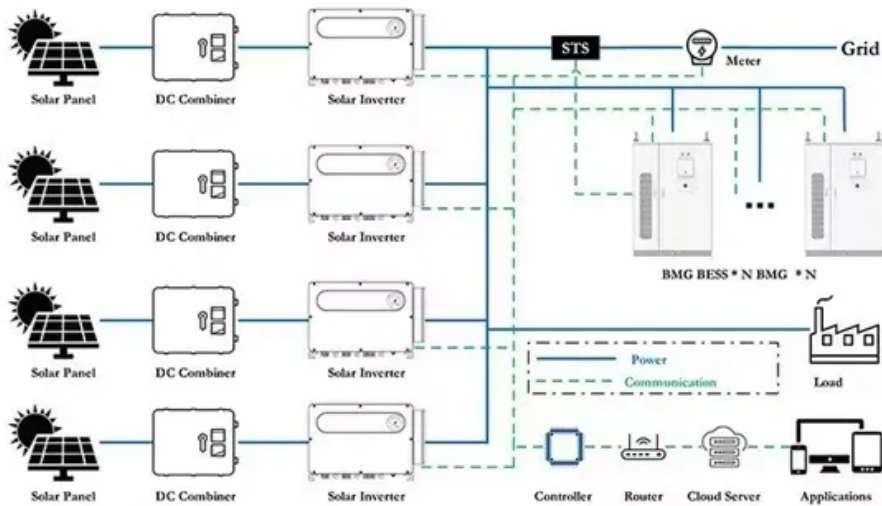 STS
Meter
Grid
Solar Panel
DC Combiner
Solar Inverter
Solar Panel
DC Combiner
Solar Inverter
BMG BESS * N BMG * N
Solar Panel
DC Combiner
Solar Inverter
Power
Communication
Load
Solar Panel
DC Combiner
Solar Inverter
Controller
Router
Cloud Server
Applications